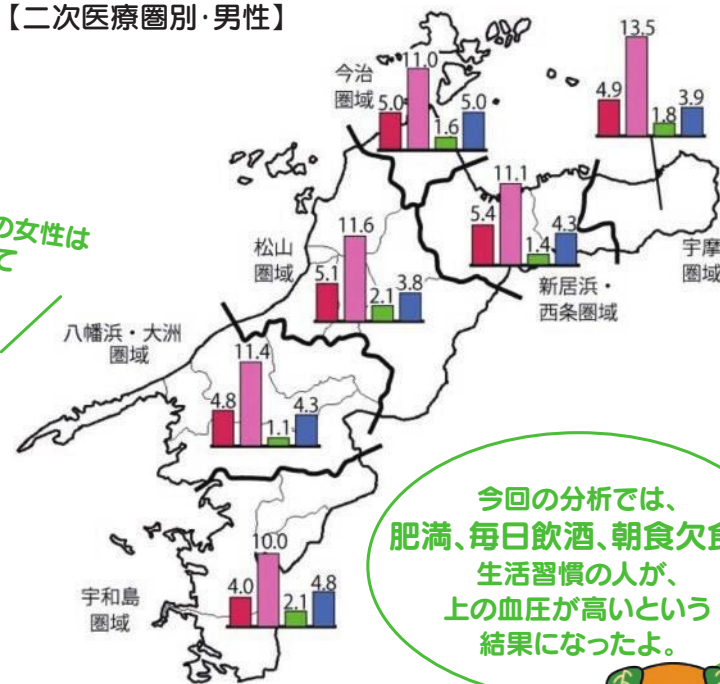 【二次医療圏別・男性】
今治
圏域
5.0
11.0
1.6
5.0
4.9
13.5
1.8
3.9
の女性は
て
松山
圏域
5.1
11.6
2.1
3.8
5.4
11.1
1.4
4.3
宇摩
圏域
新居浜・
西条圏域
八幡浜・大洲
圏域
4.8
11.4
1.1
4.3
宇和島
圏域
4.0
10.0
2.1
4.8
今回の分析では、
肥満、毎日飲酒、朝食欠
生活習慣の人が、
上の血圧が高いという
結果になったよ。